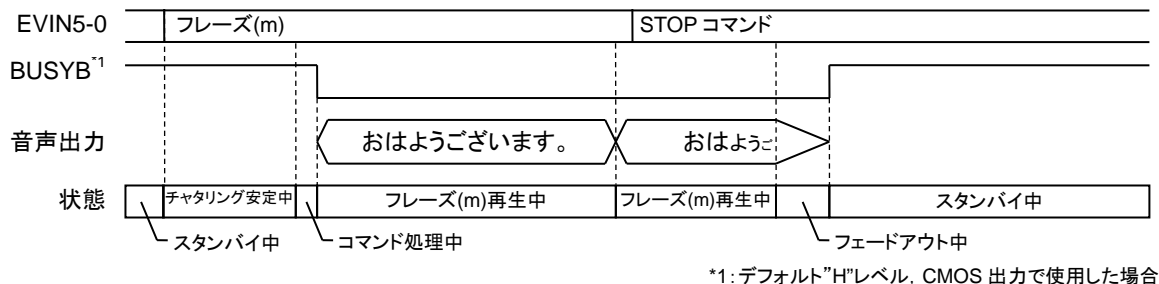 EVIN5-0 フレーズ(m) STOP コマンド
BUSYB*1
音声出力 おはようございます。 おはようご
状態 チャタリング安定中 フレーズ(m)再生中 フレーズ(m)再生中 スタンバイ中
スタンバイ中 コマンド処理中 フェードアウト中
*1:デフォルト”H”レベル, CMOS 出力で使用した場合